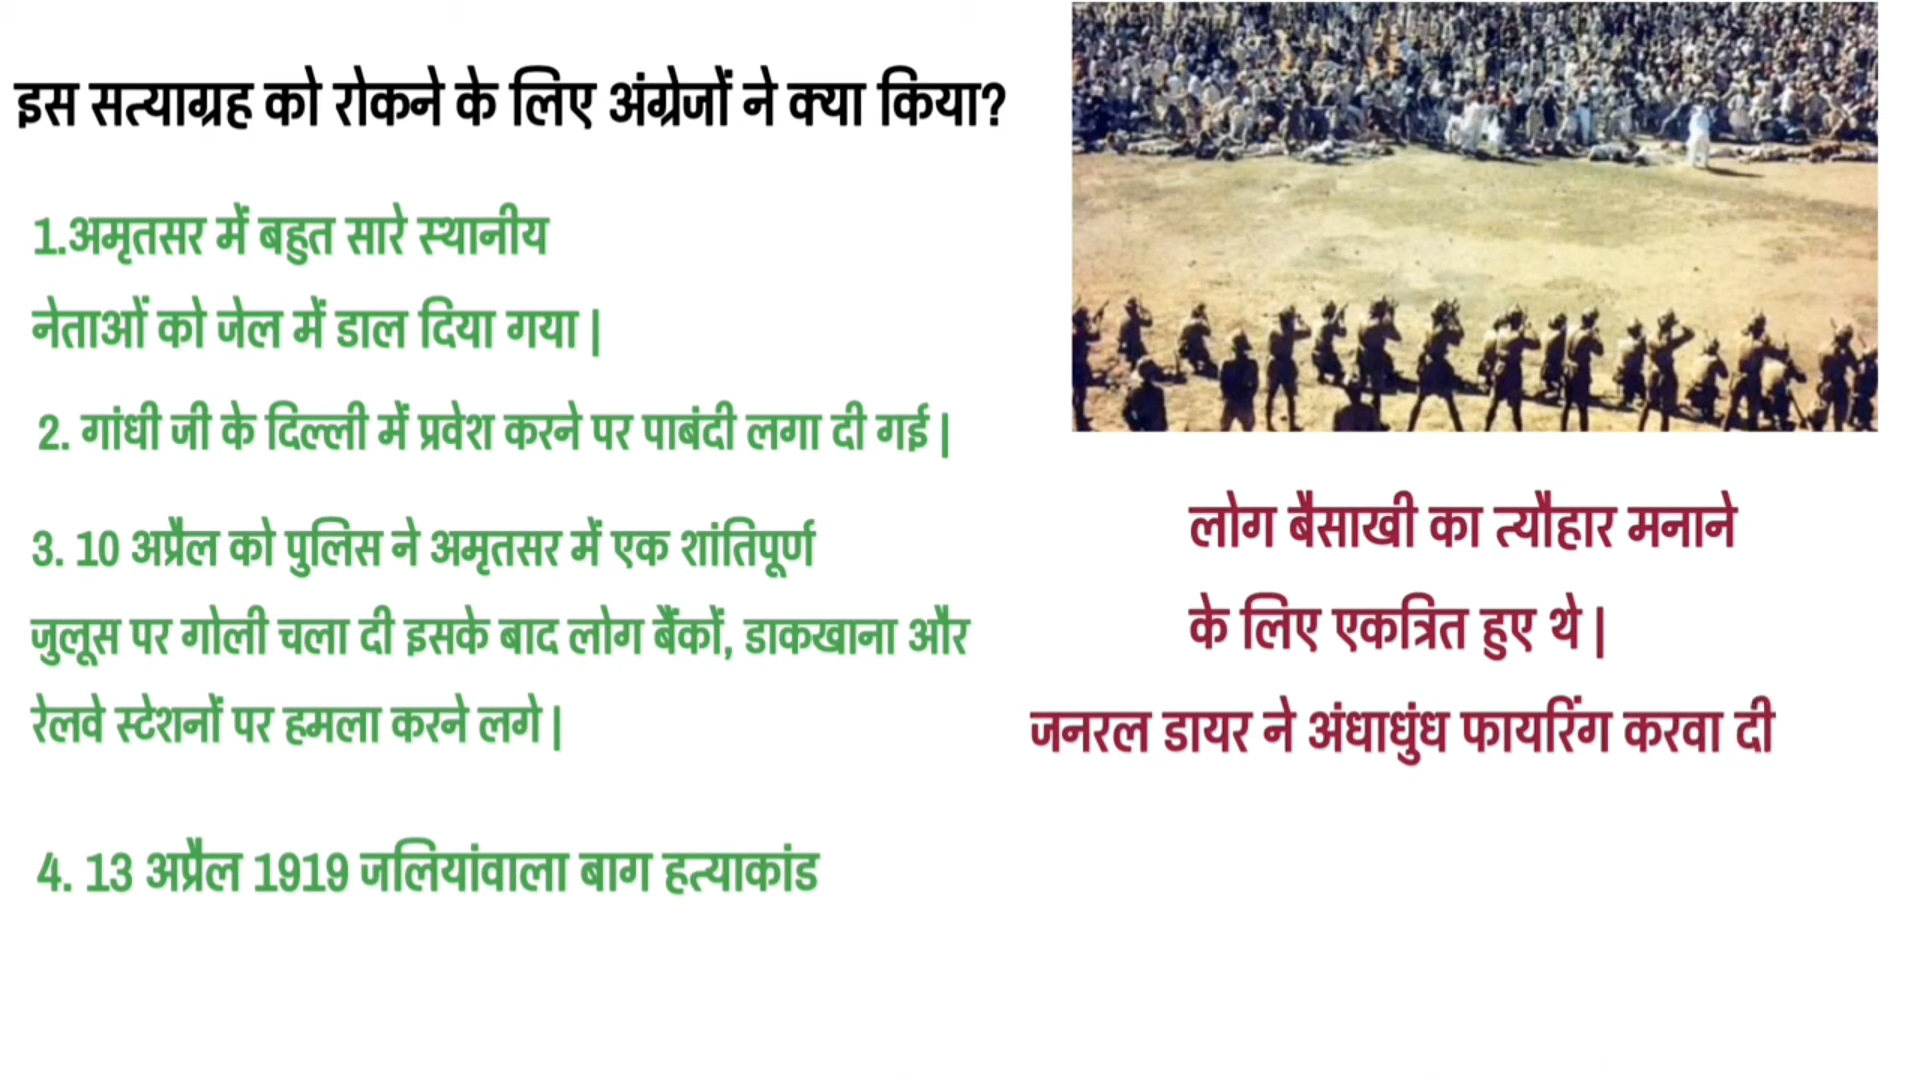 इस सत्याग्रह को रोकने के लिए अंग्रेजों ने क्या किया?
1.अमृतसर में बहुत सारे स्थानीय
नेताओं को जेल में डाल दिया गया |
2. गांधी जी के दिल्ली में प्रवेश करने पर पाबंदी लगा दी गई |
3. 10 अप्रैल को पुलिस ने अमृतसर में एक शांतिपूर्ण
जुलूस पर गोली चला दी इसके बाद लोग बैंकों, डाकखाना और
रेलवे स्टेशनों पर हमला करने लगे |
4. 13 अप्रैल 1919 जलियांवाला बाग हत्याकांड
लोग बैसाखी का त्यौहार मनाने
के लिए एकत्रित हुए थे |
जनरल डायर ने अंधाधुंध फायरिंग करवा दी